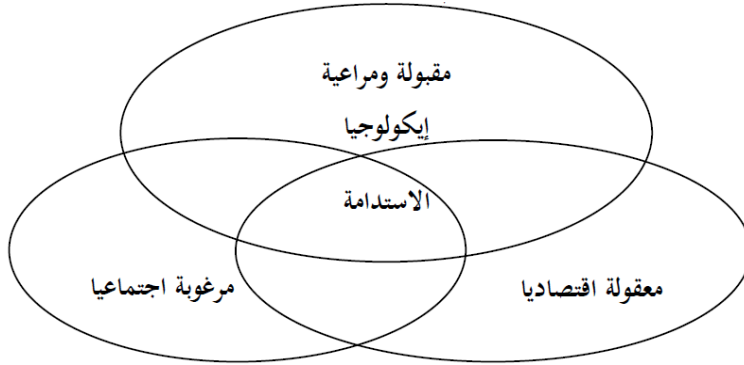 مقبولة ومراعية
إيكولوجيا
الاستدامة
معقولة اقتصاديا
مرغوبة اجتماعيا